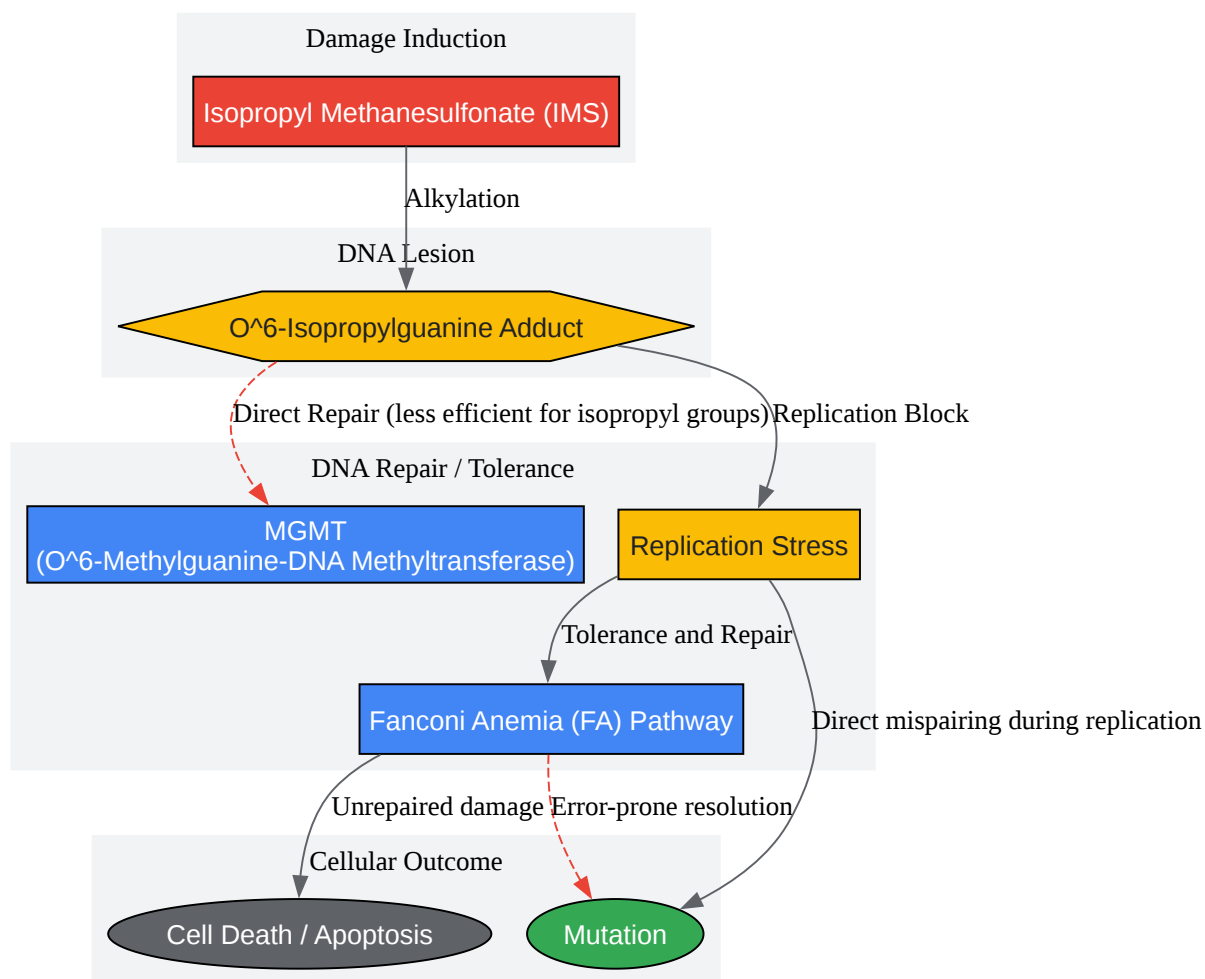 Damage Induction
Isopropyl Methanesulfonate (IMS)
Alkylation
DNA Lesion
O^6-Isopropylguanine Adduct
Direct Repair (less efficient for isopropyl groups)
Replication Block
DNA Repair / Tolerance
MGMT
(O^6-Methylguanine-DNA Methyltransferase)
Replication Stress
Tolerance and Repair
Fanconi Anemia (FA) Pathway
Direct mispairing during replication
Unrepaired damage
Error-prone resolution
Cellular Outcome
Cell Death / Apoptosis
Mutation